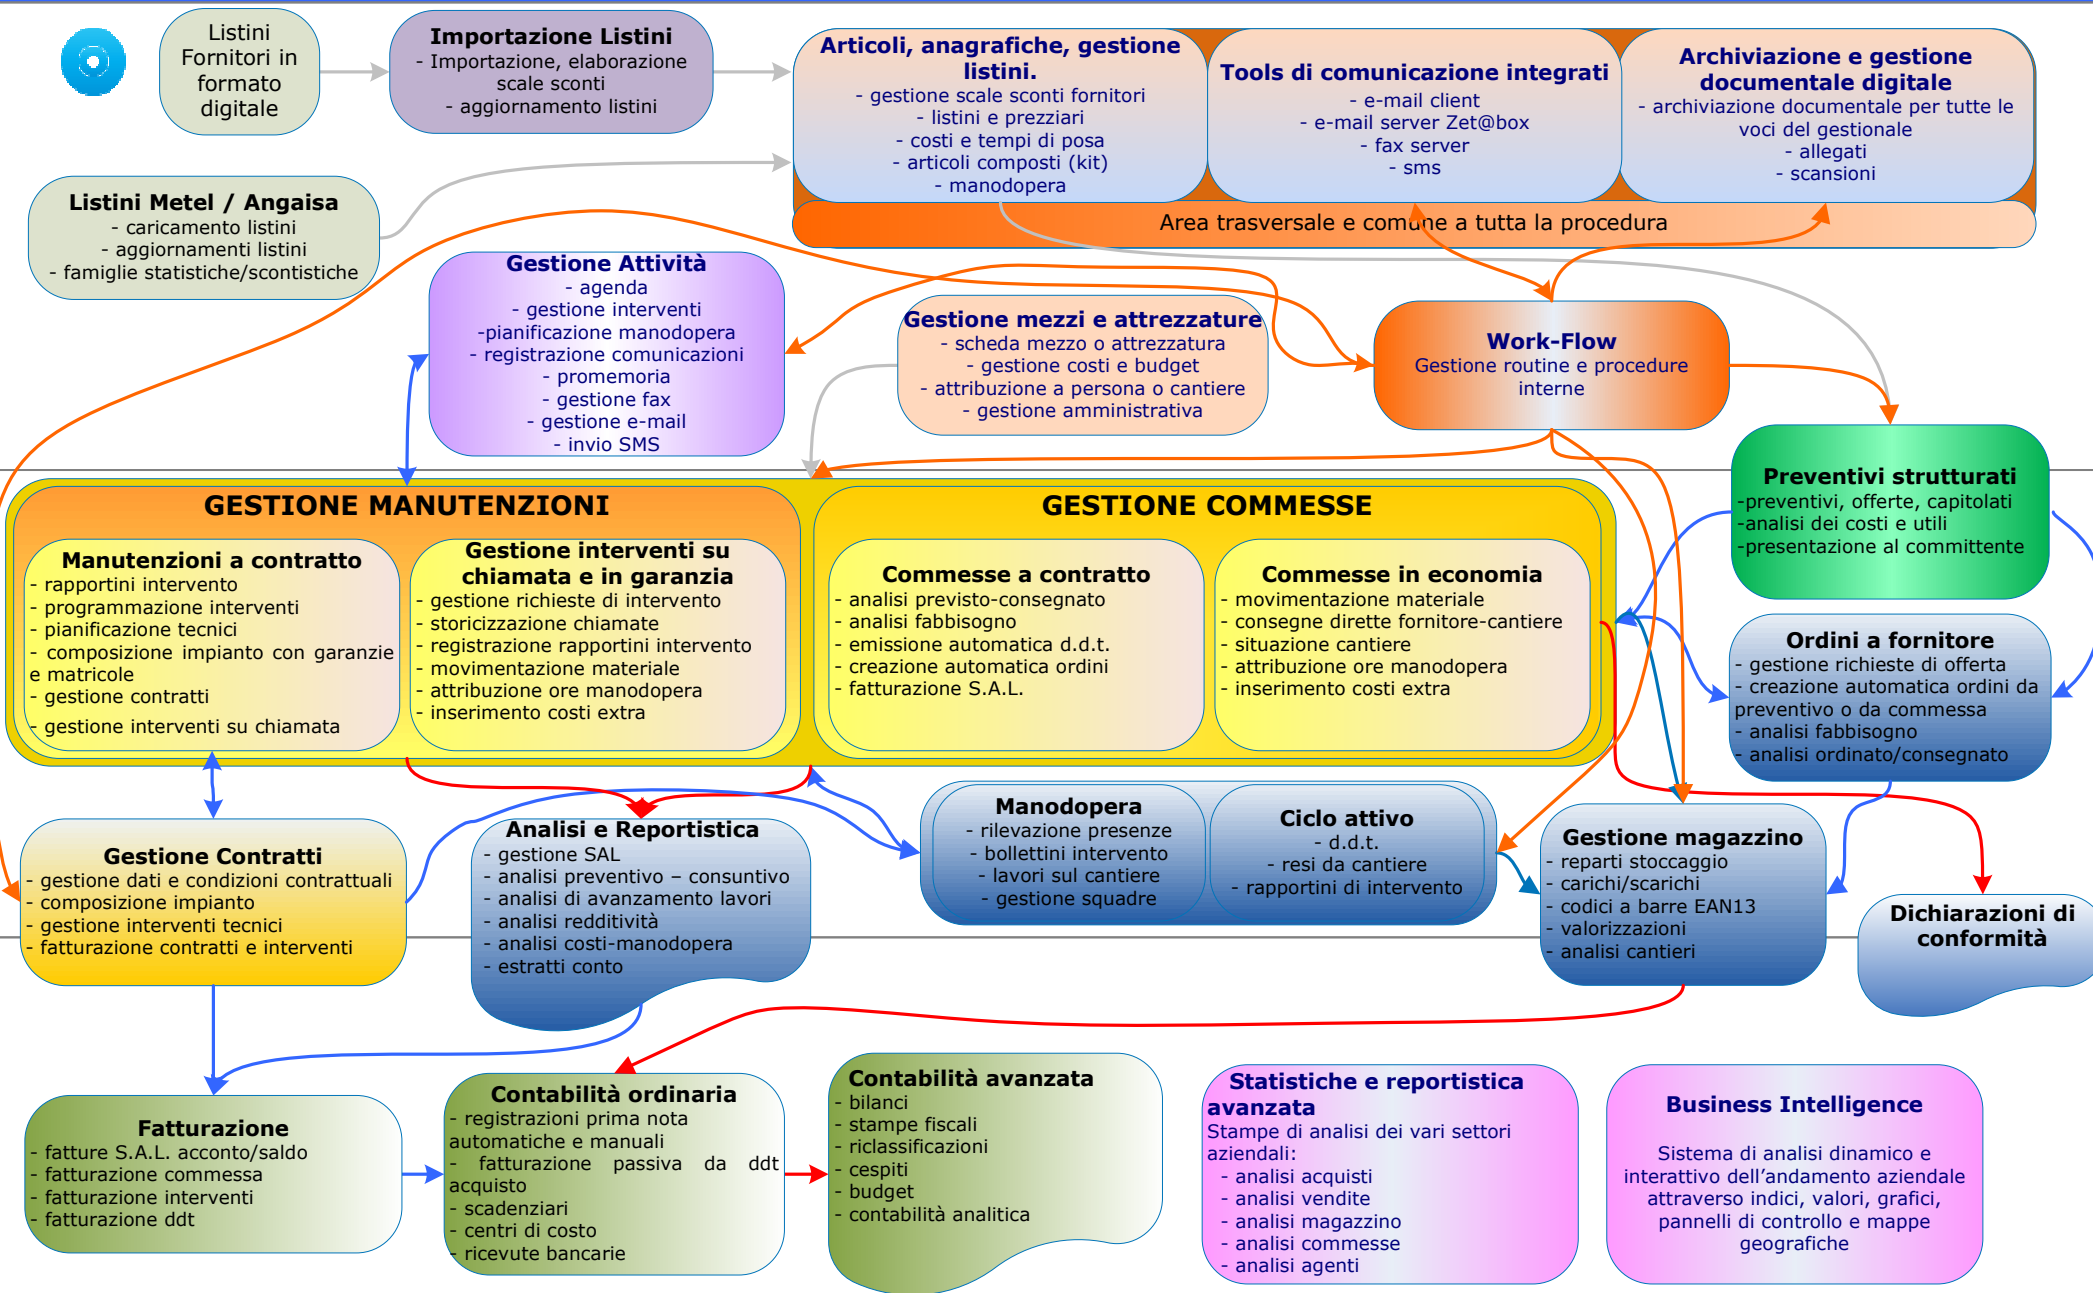 Listini
Fornitori in
formato
digitale
Importazione Listini
- Importazione, elaborazione
scale sconti
- aggiornamento listini
Articoli, anagrafiche, gestione
listini.
- gestione scale sconti fornitori
- listini e prezziari
- costi e tempi di posa
- articoli composti (kit)
- manodopera
Tools di comunicazione integrati
- e-mail client
- e-mail server Zet@box
- fax server
- sms
Archiviazione e gestione
documentale digitale
- archiviazione documentale per tutte le
voci del gestionale
- allegati
- scansioni
Area trasversale e comune a tutta la procedura
Listini Metel / Angaisa
- caricamento listini
- aggiornamenti listini
- famiglie statistiche/scontistiche
Gestione Attività
- agenda
- gestione interventi
-pianificazione manodopera
- registrazione comunicazioni
- promemoria
- gestione fax
- gestione e-mail
- invio SMS
Gestione mezzi e attrezzature
- scheda mezzo o attrezzatura
- gestione costi e budget
- attribuzione a persona o cantiere
- gestione amministrativa
Work-Flow
Gestione routine e procedure
interne
Preventivi strutturati
-preventivi, offerte, capitolati
-analisi dei costi e utili
-presentazione al committente
GESTIONE MANUTENZIONI
Manutenzioni a contratto
- rapportini intervento
- programmazione interventi
- pianificazione tecnici
- composizione impianto con garanzie
e matricole
- gestione contratti
- gestione interventi su chiamata
Gestione interventi su
chiamata e in garanzia
- gestione richieste di intervento
- storicizzazione chiamate
- registrazione rapportini intervento
- movimentazione materiale
- attribuzione ore manodopera
- inserimento costi extra
GESTIONE COMMESSE
Commesse a contratto
- analisi previsto-consegnato
- analisi fabbisogno
- emissione automatica d.d.t.
- creazione automatica ordini
- fatturazione S.A.L.
Commesse in economia
- movimentazione materiale
- consegne dirette fornitore-cantiere
- situazione cantiere
- attribuzione ore manodopera
- inserimento costi extra
Ordini a fornitore
- gestione richieste di offerta
- creazione automatica ordini da
preventivo o da commessa
- analisi fabbisogno
- analisi ordinato/consegnato
Gestione Contratti
- gestione dati e condizioni contrattuali
- composizione impianto
- gestione interventi tecnici
- fatturazione contratti e interventi
Analisi e Reportistica
- gestione SAL
- analisi preventivo – consuntivo
- analisi di avanzamento lavori
- analisi redditività
- analisi costi-manodopera
- estratti conto
Manodopera
- rilevazione presenze
- bollettini intervento
- lavori sul cantiere
- gestione squadre
Ciclo attivo
- d.d.t.
- resi da cantiere
- rapportini di intervento
Gestione magazzino
- reparti stoccaggio
- carichi/scarichi
- codici a barre EAN13
- valorizzazioni
- analisi cantieri
Dichiarazioni di
conformità
Fatturazione
- fatture S.A.L. acconto/saldo
- fatturazione commessa
- fatturazione interventi
- fatturazione ddt
Contabilità ordinaria
- registrazioni prima nota
automatiche e manuali
- fatturazione passiva da ddt
acquisto
- scadenziari
- centri di costo
- ricevute bancarie
Contabilità avanzata
- bilanci
- stampe fiscali
- riclassificazioni
- cespiti
- budget
- contabilità analitica
Statistiche e reportistica
avanzata
Stampe di analisi dei vari settori
aziendali:
- analisi acquisti
- analisi vendite
- analisi magazzino
- analisi commesse
- analisi agenti
Business Intelligence
Sistema di analisi dinamico e
interattivo dell’andamento aziendale
attraverso indici, valori, grafici,
pannelli di controllo e mappe
geografiche